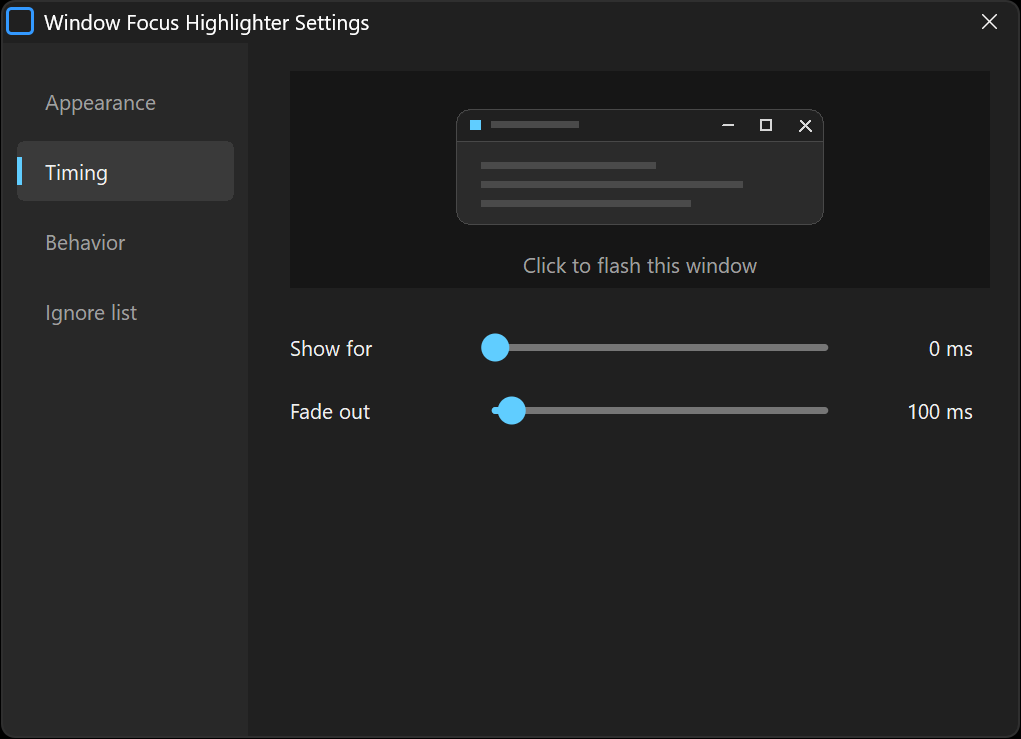 Window Focus Highlighter Settings
Appearance
Timing
Behavior
Ignore list
Click to flash this window
Show for 0 ms
Fade out 100 ms